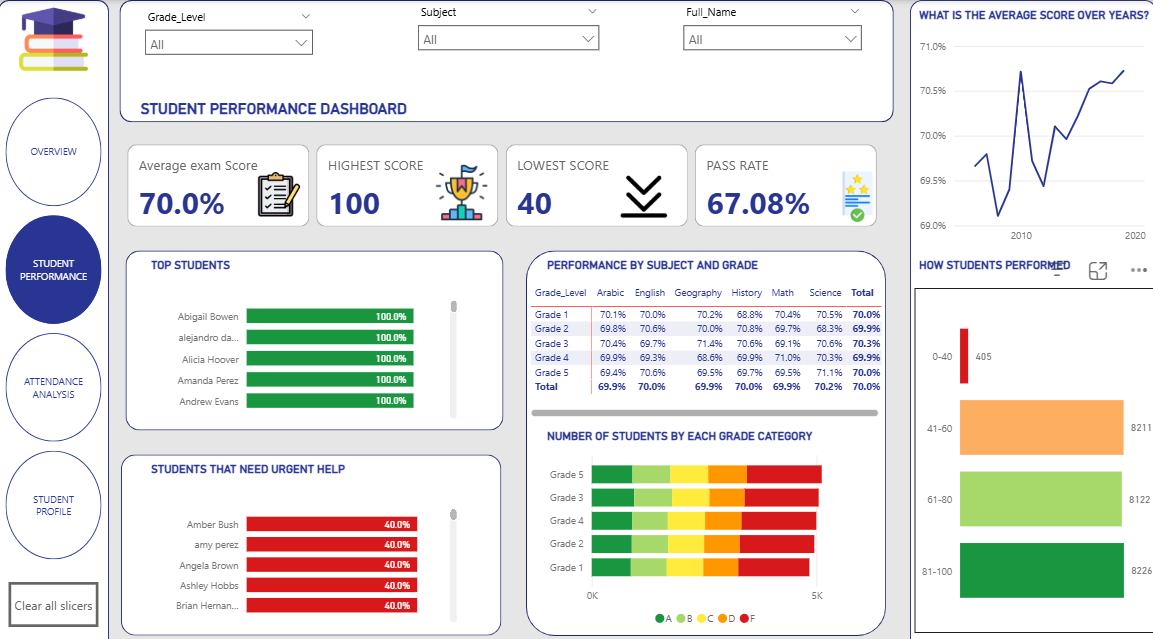 Grade_Level
All
Subject
All
Full_Name
All
STUDENT PERFORMANCE DASHBOARD
OVERVIEW
STUDENT
PERFORMANCE
ATTENDANCE
ANALYSIS
STUDENT
PROFILE
Clear all slicers
Average exam Score
70.0%
HIGHEST SCORE
100
LOWEST SCORE
40
PASS RATE
67.08%
TOP STUDENTS
Abigail Bowen 100.0%
alejandro da... 100.0%
Alicia Hoover 100.0%
Amanda Perez 100.0%
Andrew Evans 100.0%
STUDENTS THAT NEED URGENT HELP
Amber Bush 40.0%
amy perez 40.0%
Angela Brown 40.0%
Ashley Hobbs 40.0%
Brian Heman... 40.0%
PERFORMANCE BY SUBJECT AND GRADE
Grade_Level Arabic English Geography History Math Science Total
Grade 1 70.1% 70.0% 70.2% 68.8% 70.4% 70.5% 70.0%
Grade 2 69.8% 70.6% 70.0% 70.8% 69.7% 68.3% 69.9%
Grade 3 70.4% 69.7% 71.4% 70.6% 69.1% 70.6% 70.3%
Grade 4 69.9% 69.3% 68.6% 69.9% 71.0% 70.3% 69.9%
Grade 5 69.4% 70.6% 69.5% 69.7% 69.5% 71.1% 70.0%
Total 69.9% 70.0% 69.9% 70.0% 69.9% 70.2% 70.0%
NUMBER OF STUDENTS BY EACH GRADE CATEGORY
Grade 5
Grade 3
Grade 4
Grade 2
Grade 1
0K 5K
A B C D F
WHAT IS THE AVERAGE SCORE OVER YEARS?
71.0%
70.5%
70.0%
69.5%
69.0%
2010 2020
HOW STUDENTS PERFORMED
0-40 405
41-60 8211
61-80 8122
81-100 8226